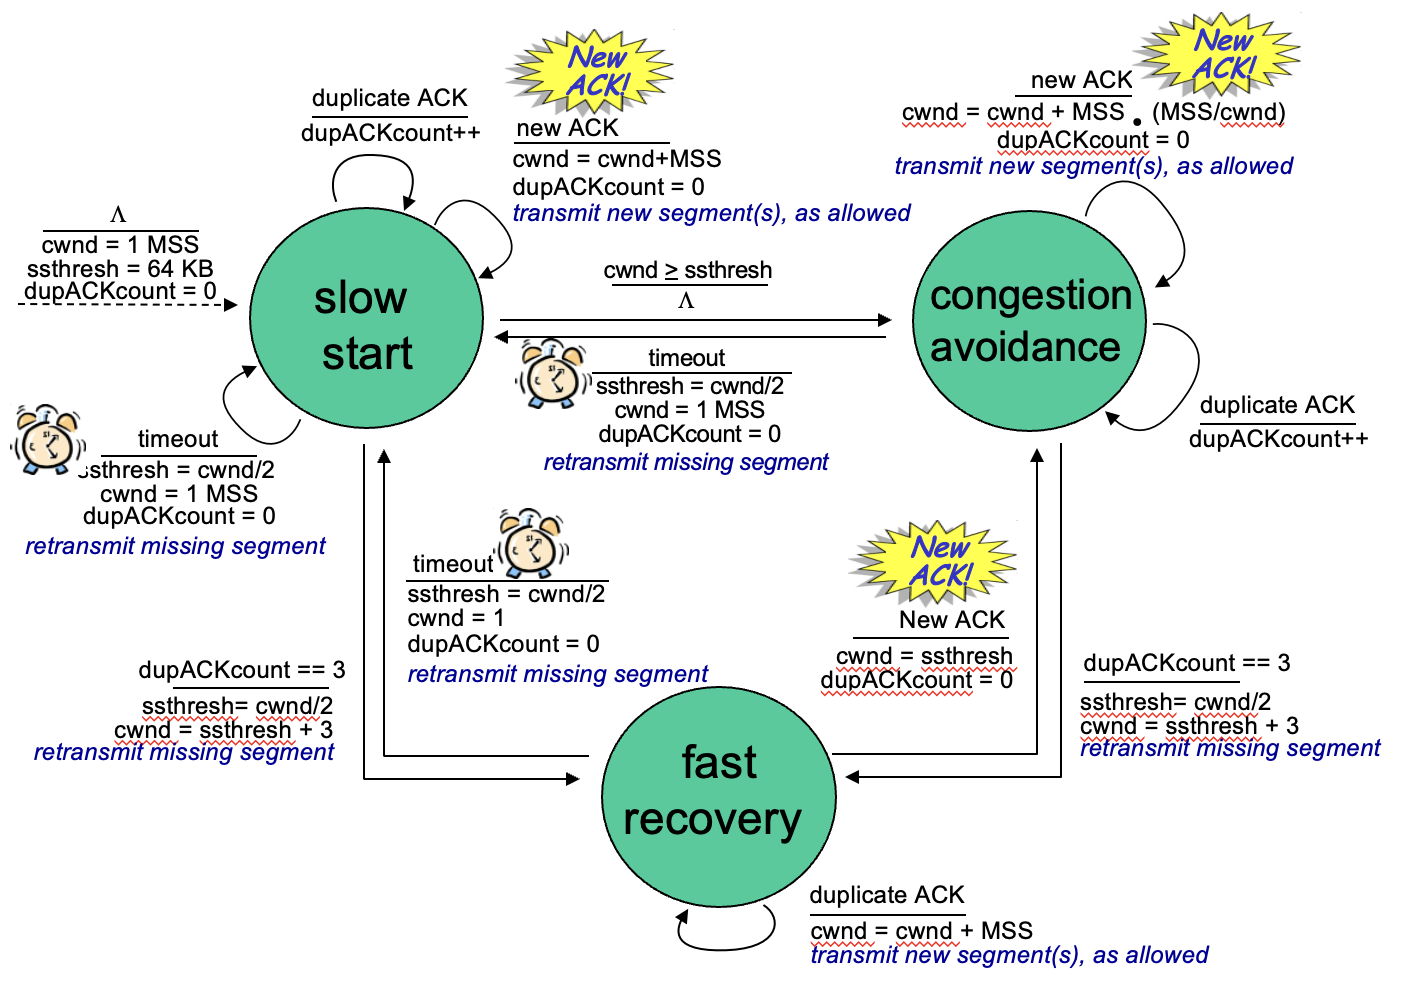 New
ACK!
duplicate ACK
dupACKcount++
new ACK
cwnd = cwnd+MSS
dupACKcount = 0
transmit new segment(s), as allowed
New
ACK!
new ACK
cwnd = cwnd + MSS • (MSS/cwnd)
dupACKcount = 0
transmit new segment(s), as allowed
Λ
cwnd = 1 MSS
ssthresh = 64 KB
dupACKcount = 0
slow
start
cwnd ≥ ssthresh
Λ
congestion
avoidance
timeout
ssthresh = cwnd/2
cwnd = 1 MSS
dupACKcount = 0
retransmit missing segment
duplicate ACK
dupACKcount++
timeout
ssthresh = cwnd/2
cwnd = 1 MSS
dupACKcount = 0
retransmit missing segment
timeout
ssthresh = cwnd/2
cwnd = 1
dupACKcount = 0
retransmit missing segment
New
ACK!
New ACK
cwnd = ssthresh
dupACKcount = 0
dupACKcount == 3
ssthresh= cwnd/2
cwnd = ssthresh + 3
retransmit missing segment
dupACKcount == 3
ssthresh= cwnd/2
cwnd = ssthresh + 3
retransmit missing segment
fast
recovery
duplicate ACK
cwnd = cwnd + MSS
transmit new segment(s), as allowed